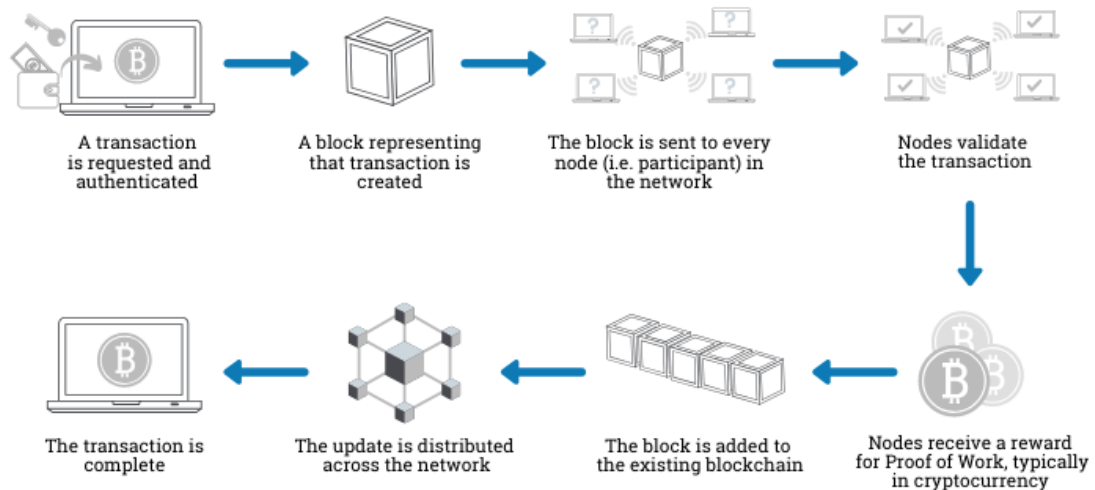 A transaction
is requested and
authenticated
A block representing
that transaction is
created
The block is sent to every
node (i.e. participant) in
the network
Nodes validate
the transaction
The transaction is
complete
The update is distributed
across the network
The block is added to
the existing blockchain
Nodes receive a reward
for Proof of Work, typically
in cryptocurrency